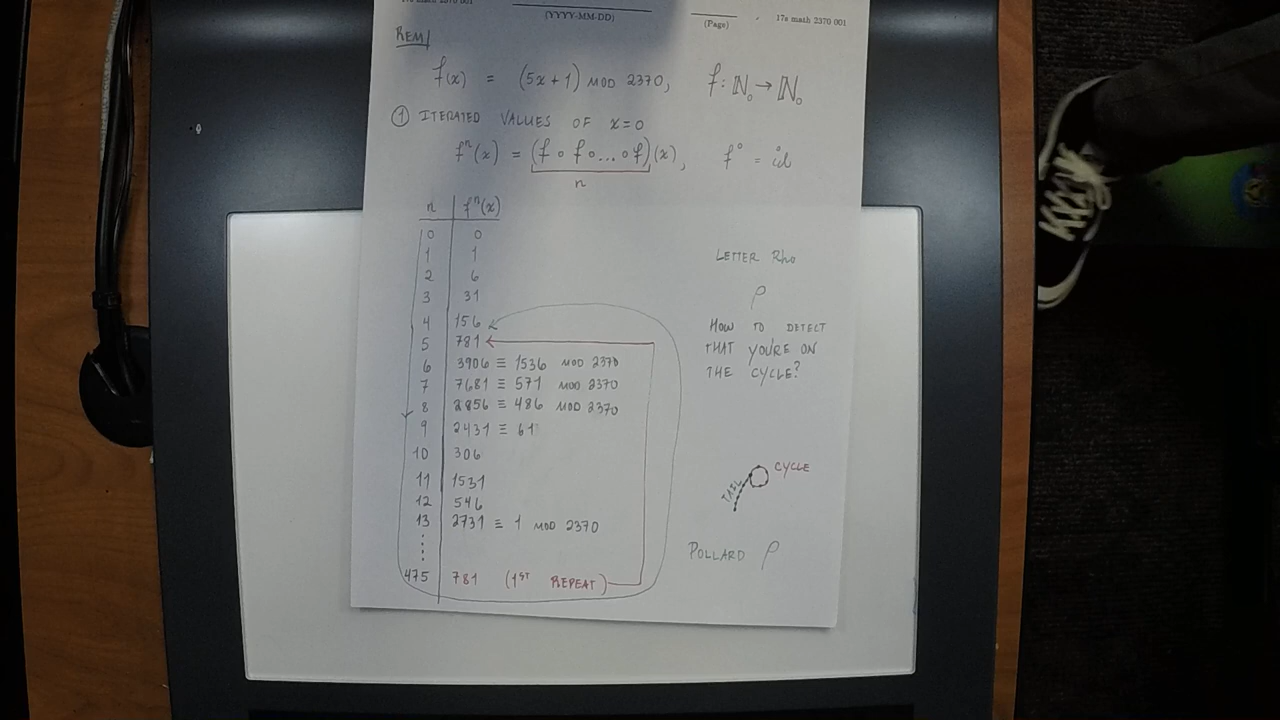 17s math 2370 001
(YYYY-MM-DD)
(Page)
17s math 2370 001
REM/
f(x) = (5x + 1) MOD 2370, f: ℕ₀ → ℕ₀
① ITERATED VALUES OF x=0
fⁿ(x) = (f ∘ f ∘ ... ∘ f)(x), f⁰ = id
n
n fⁿ(x)
0 0
1 1
2 6
3 31
4 156
5 781
6 3906 ≡ 1536 MOD 2370
7 7681 ≡ 571 MOD 2370
8 2856 ≡ 486 MOD 2370
9 2431 ≡ 61
10 306
11 1531
12 546
13 2731 ≡ 1 MOD 2370
475 781 (1ST REPEAT)
LETTER Rho
ρ
HOW TO DETECT
THAT YOU'RE ON
THE CYCLE?
CYCLE
TAIL
POLLARD ρ